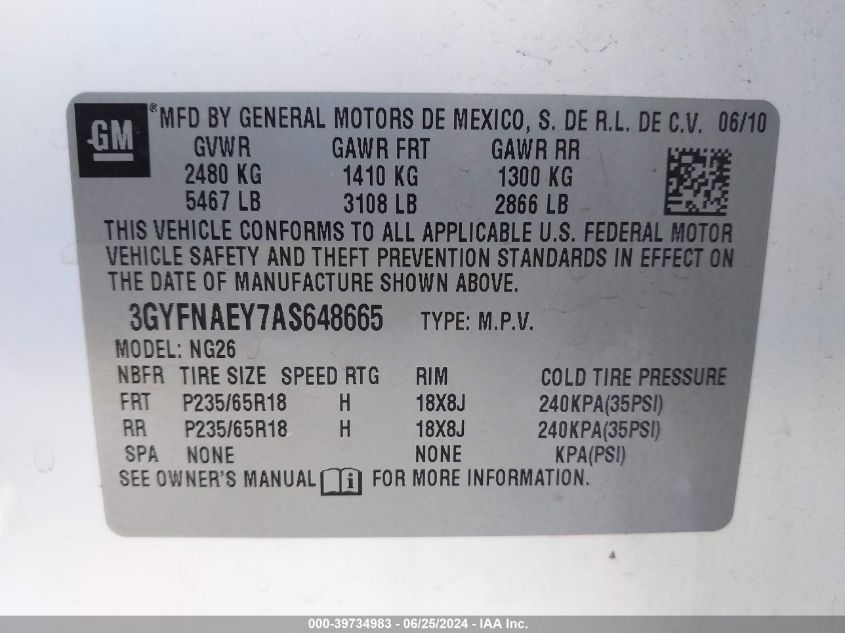 GM ® MFD BY GENERAL MOTORS DE MEXICO, S. DE R.L. DE C.V. 06/10
GVWR GAWR FRT GAWR RR
2480 KG 1410 KG 1300 KG
5467 LB 3108 LB 2866 LB
THIS VEHICLE CONFORMS TO ALL APPLICABLE U.S. FEDERAL MOTOR
VEHICLE SAFETY AND THEFT PREVENTION STANDARDS IN EFFECT ON
THE DATE OF MANUFACTURE SHOWN ABOVE.
3GYFNAEY7AS648665 TYPE: M.P.V.
MODEL: NG26
NBFR TIRE SIZE SPEED RTG RIM COLD TIRE PRESSURE
FRT P235/65R18 H 18X8J 240KPA(35PSI)
RR P235/65R18 H 18X8J 240KPA(35PSI)
SPA NONE NONE KPA(PSI)
SEE OWNER'S MANUAL i FOR MORE INFORMATION.
000-39734983 - 06/25/2024 - IAA Inc.